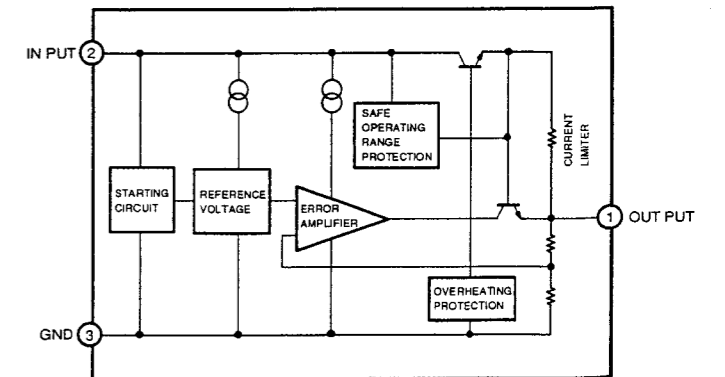 IN PUT 2
SAFE
OPERATING
RANGE
PROTECTION
CURRENT
LIMITER
STARTING
CIRCUIT
REFERENCE
VOLTAGE
ERROR
AMPLIFIER
1 OUT PUT
OVERHEATING
PROTECTION
GND 3